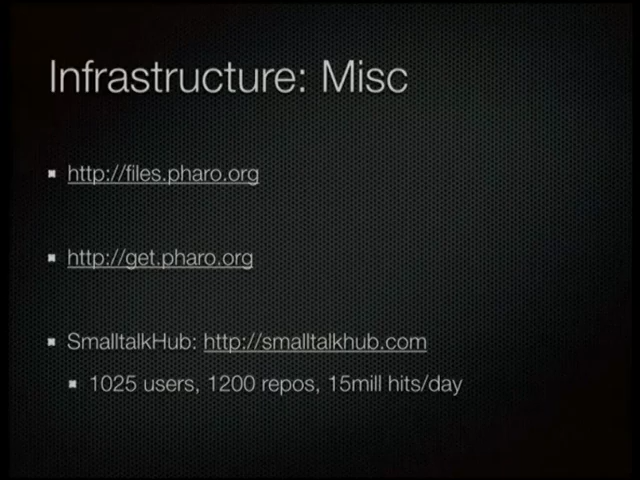 Infrastructure: Misc
http://files.pharo.org
http://get.pharo.org
SmalltalkHub: http://smalltalkhub.com
1025 users, 1200 repos, 15mill hits/day